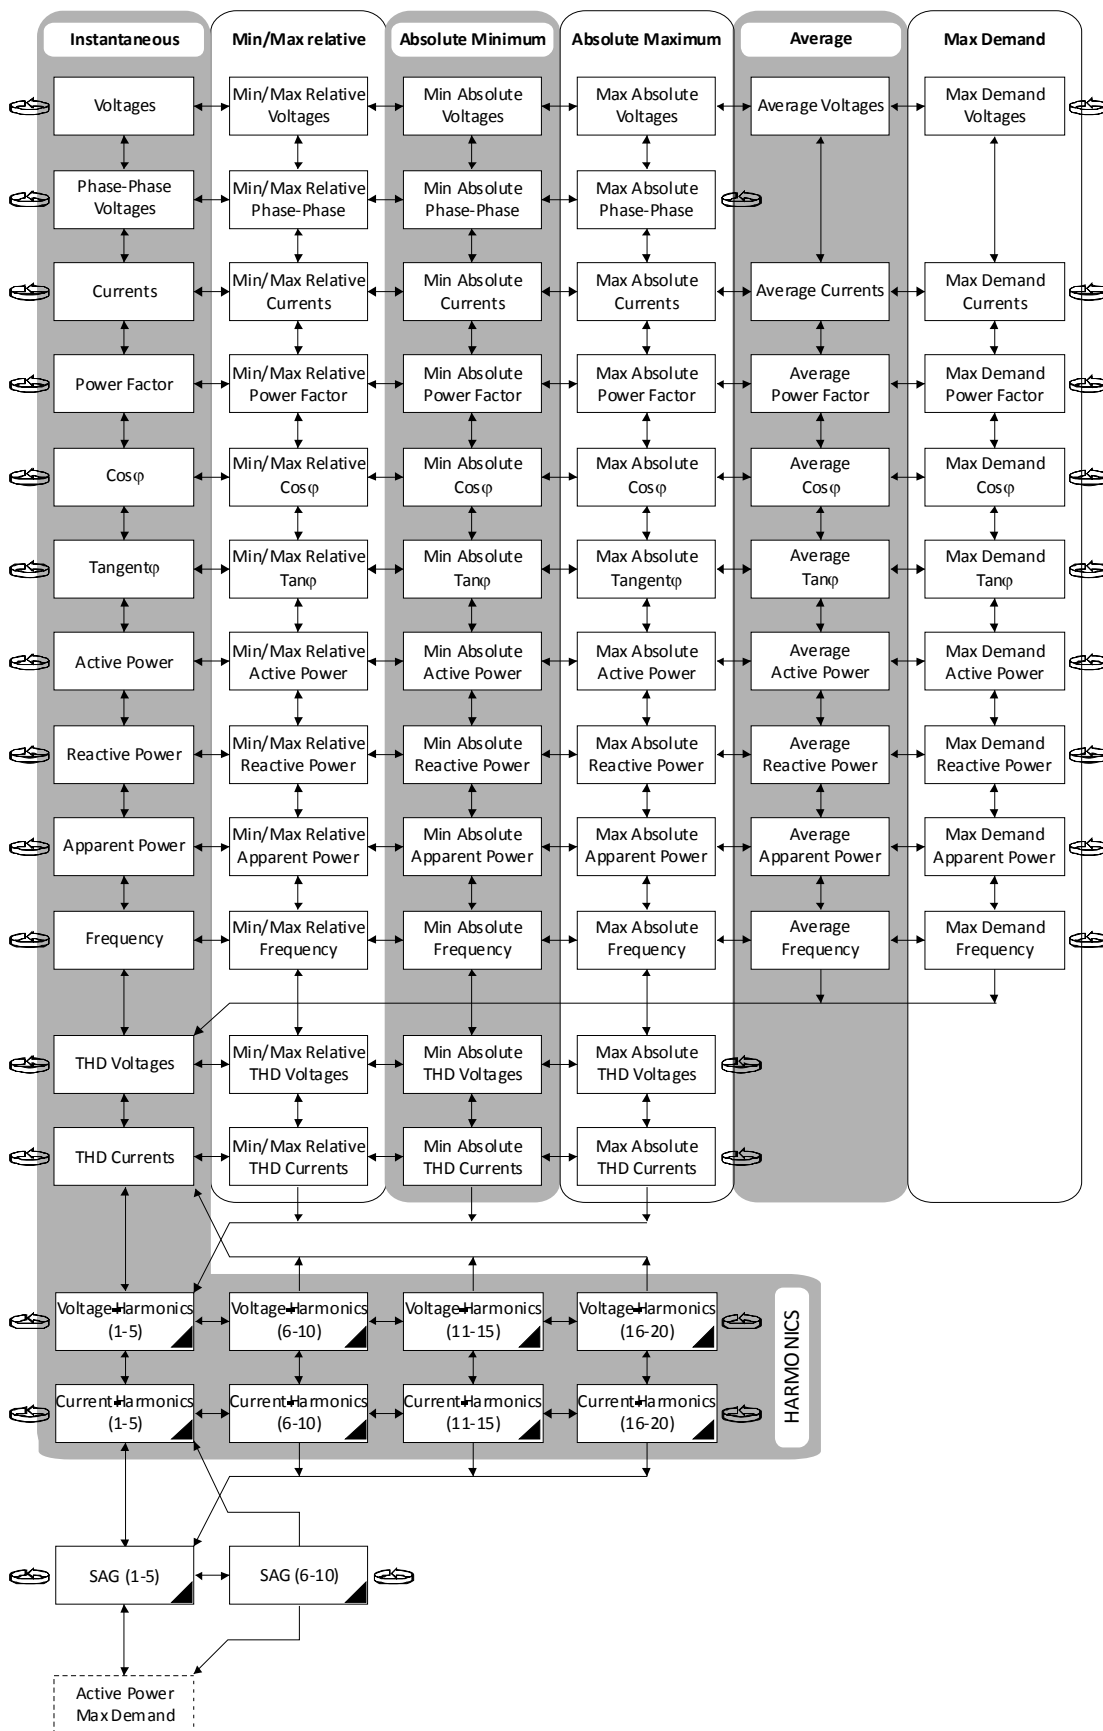 Instantaneous
Min/Max relative
Absolute Minimum
Absolute Maximum
Average
Max Demand
Voltages
Min/Max Relative
Voltages
Min Absolute
Voltages
Max Absolute
Voltages
Average Voltages
Max Demand
Voltages
Phase-Phase
Voltages
Min/Max Relative
Phase-Phase
Min Absolute
Phase-Phase
Max Absolute
Phase-Phase
Currents
Min/Max Relative
Currents
Min Absolute
Currents
Max Absolute
Currents
Average Currents
Max Demand
Currents
Power Factor
Min/Max Relative
Power Factor
Min Absolute
Power Factor
Max Absolute
Power Factor
Average
Power Factor
Max Demand
Power Factor
Cosφ
Min/Max Relative
Cosφ
Min Absolute
Cosφ
Max Absolute
Cosφ
Average
Cosφ
Max Demand
Cosφ
Tangentφ
Min/Max Relative
Tanφ
Min Absolute
Tanφ
Max Absolute
Tangentφ
Average
Tanφ
Max Demand
Tanφ
Active Power
Min/Max Relative
Active Power
Min Absolute
Active Power
Max Absolute
Active Power
Average
Active Power
Max Demand
Active Power
Reactive Power
Min/Max Relative
Reactive Power
Min Absolute
Reactive Power
Max Absolute
Reactive Power
Average
Reactive Power
Max Demand
Reactive Power
Apparent Power
Min/Max Relative
Apparent Power
Min Absolute
Apparent Power
Max Absolute
Apparent Power
Average
Apparent Power
Max Demand
Apparent Power
Frequency
Min/Max Relative
Frequency
Min Absolute
Frequency
Max Absolute
Frequency
Average
Frequency
Max Demand
Frequency
THD Voltages
Min/Max Relative
THD Voltages
Min Absolute
THD Voltages
Max Absolute
THD Voltages
THD Currents
Min/Max Relative
THD Currents
Min Absolute
THD Currents
Max Absolute
THD Currents
Voltage-Harmonics
(1-5)
Voltage-Harmonics
(6-10)
Voltage-Harmonics
(11-15)
Voltage-Harmonics
(16-20)
HARMONICS
Current-Harmonics
(1-5)
Current-Harmonics
(6-10)
Current-Harmonics
(11-15)
Current-Harmonics
(16-20)
SAG (1-5)
SAG (6-10)
Active Power
Max Demand